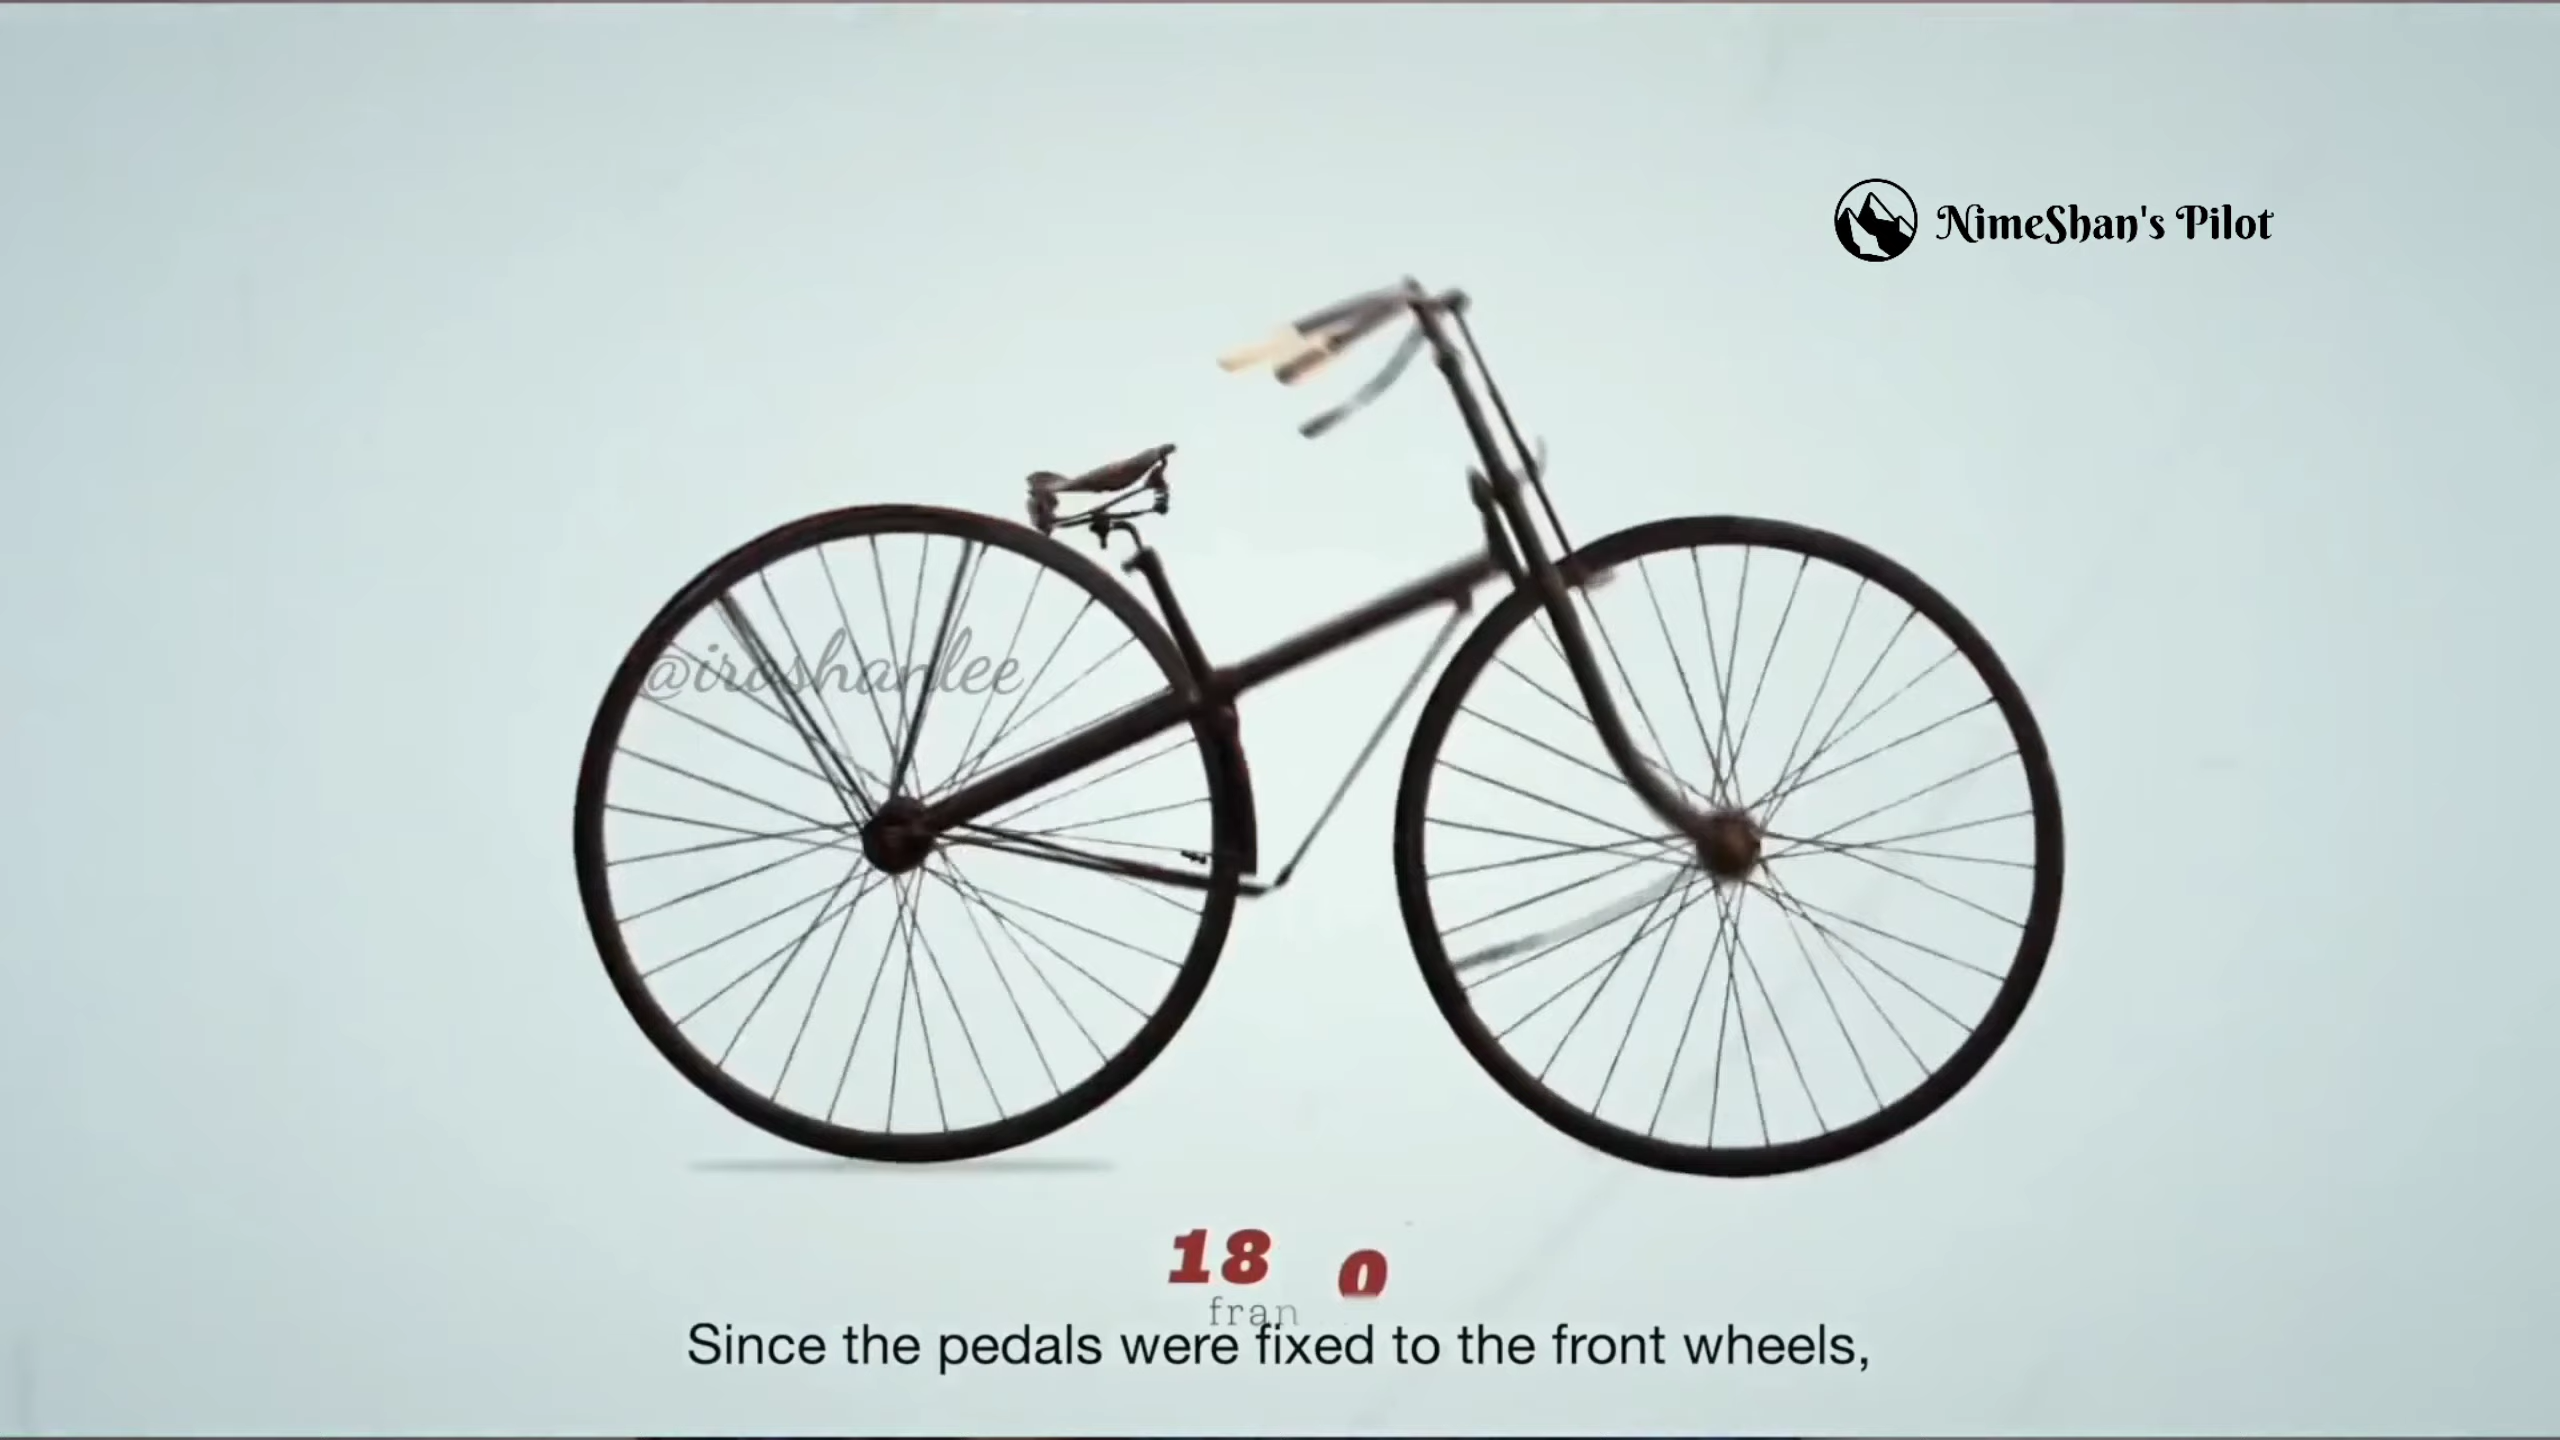 NimeShan's Pilot
@iroshanlee
18 0
fran
Since the pedals were fixed to the front wheels,